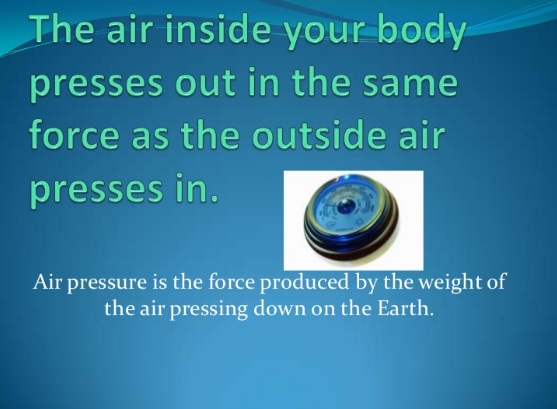 The air inside your body
presses out in the same
force as the outside air
presses in.
Air pressure is the force produced by the weight of
the air pressing down on the Earth.